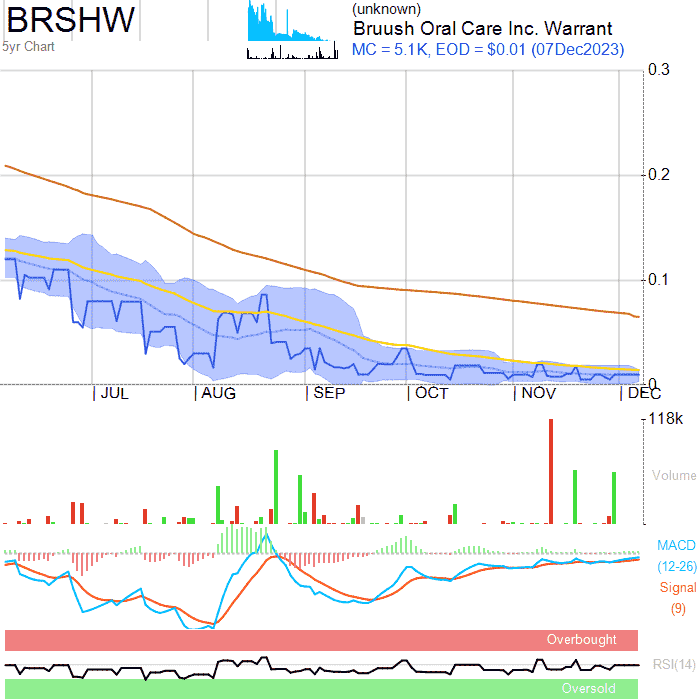 BRSHW
5yr Chart
(unknown)
Bruush Oral Care Inc. Warrant
MC = 5.1K, EOD = $0.01 (07Dec2023)
0.3
0.2
0.1
0
JUL AUG SEP OCT NOV DEC
118k
Volume
MACD
(12-26)
Signal
(9)
Overbought
RSI(14)
Oversold